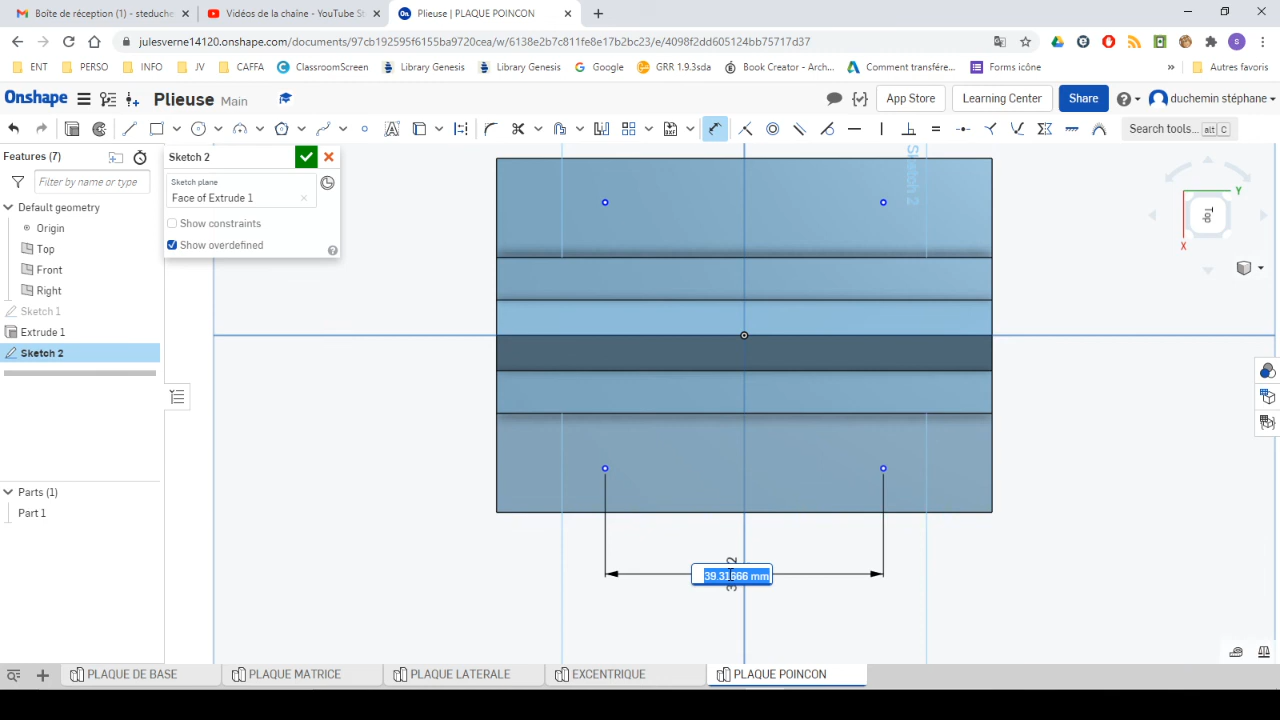 Boîte de réception (1) - steduche
Vidéos de la chaîne - YouTube St
Plieuse | PLAQUE POINCON
julesverne14120.onshape.com/documents/97cb192595f6155ba9720cea/w/6138e2b7c811fe8e17b2bc23/e/4098f2dd605124bb75717d37
ENT
PERSO
INFO
JV
CAFFA
ClassroomScreen
Library Genesis
Library Genesis
Google
GRR 1.9.3sda
Book Creator - Arch...
Comment transfére...
Forms icône
»
Autres favoris
Onshape
Plieuse Main
App Store
Learning Center
Share
duchemin stéphane
Search tools... alt C
Features (7)
Filter by name or type
Default geometry
Origin
Top
Front
Right
Sketch 1
Extrude 1
Sketch 2
Sketch 2
Sketch plane
Face of Extrude 1
Show constraints
Show overdefined
Sketch 2
Top
Y
X
39.31666 mm
Parts (1)
Part 1
PLAQUE DE BASE
PLAQUE MATRICE
PLAQUE LATERALE
EXCENTRIQUE
PLAQUE POINCON